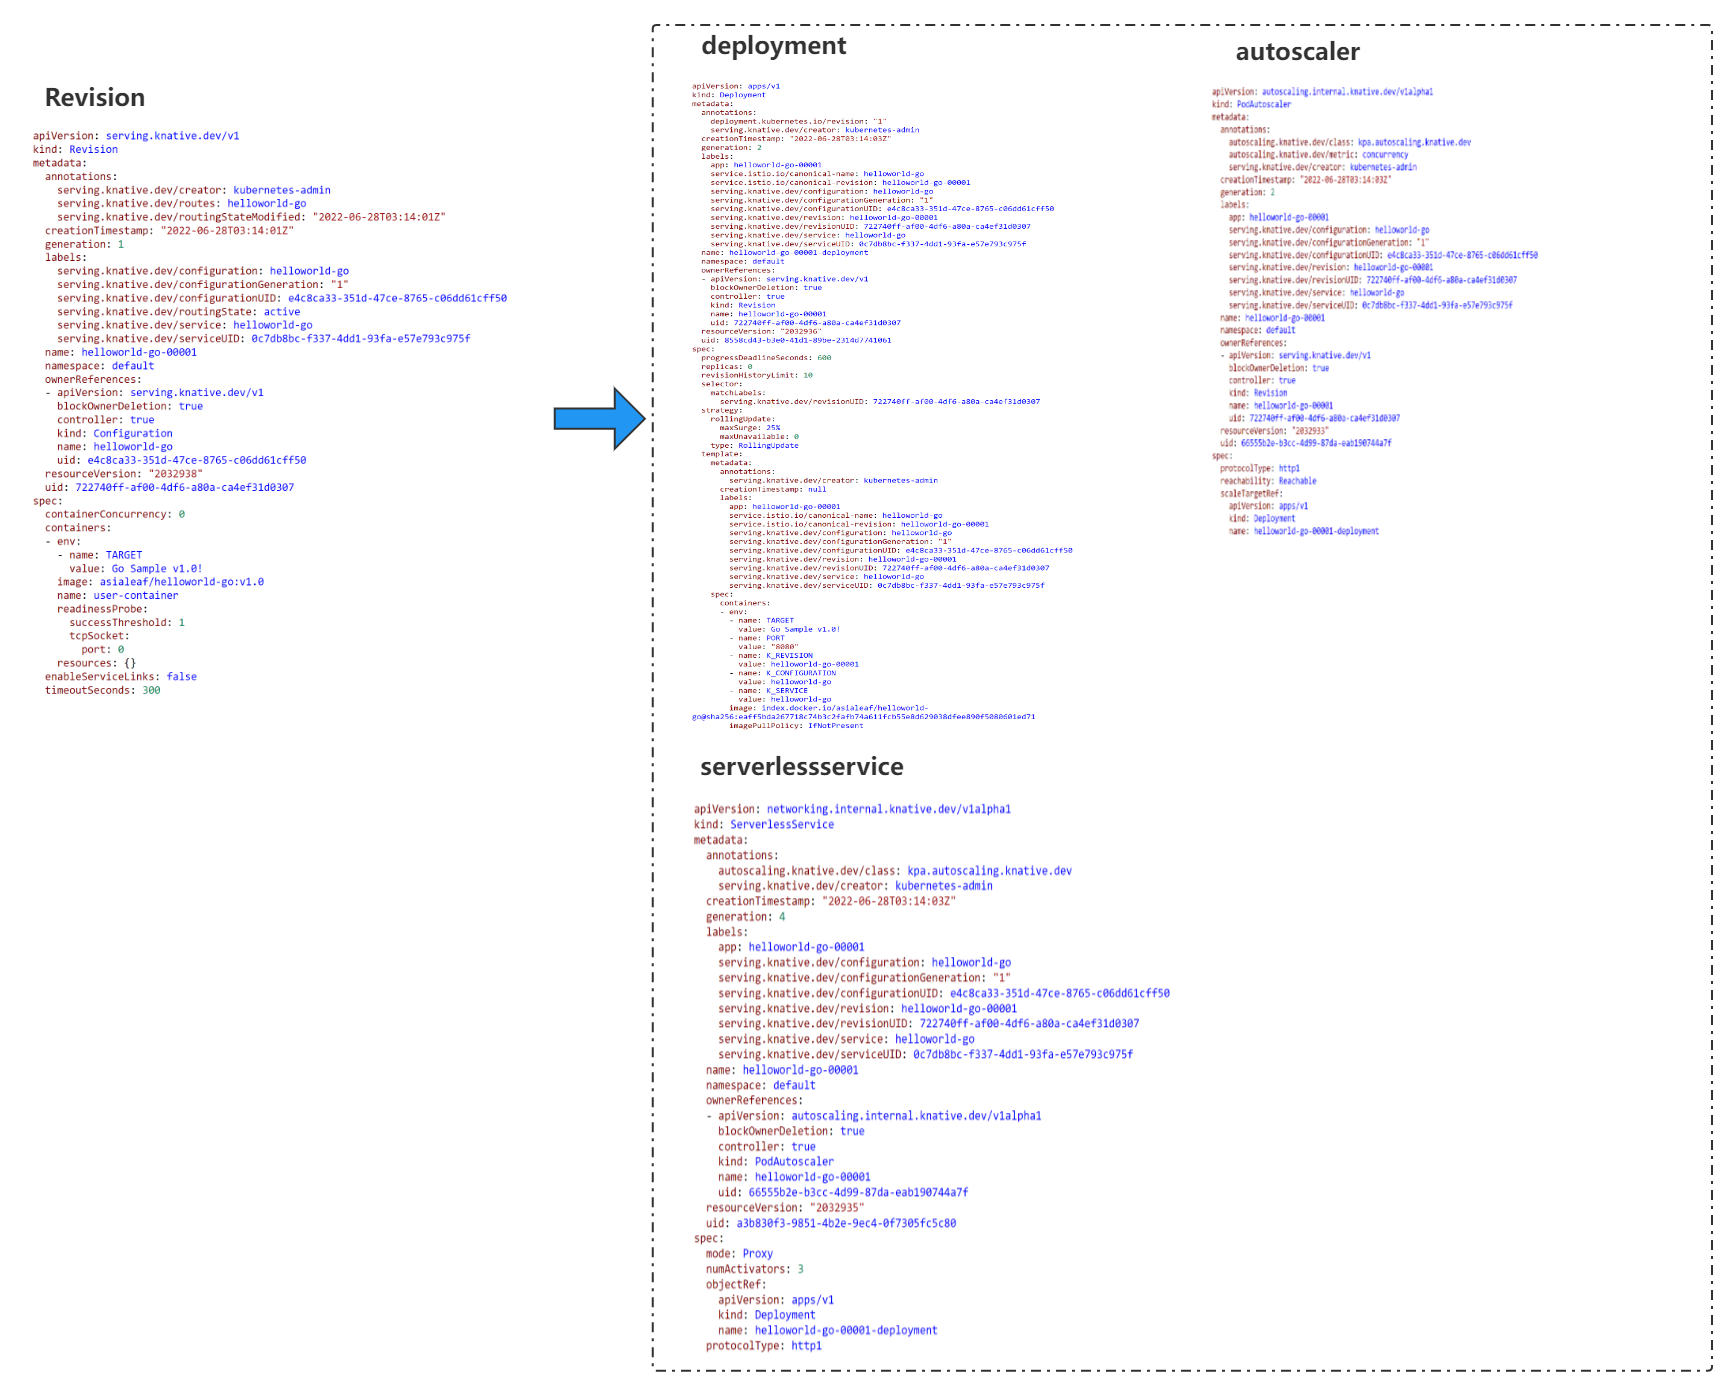 Revision
apiVersion: serving.knative.dev/v1
kind: Revision
metadata:
  annotations:
    serving.knative.dev/creator: kubernetes-admin
    serving.knative.dev/routes: helloworld-go
    serving.knative.dev/routingStateModified: "2022-06-28T03:14:01Z"
  creationTimestamp: "2022-06-28T03:14:01Z"
  generation: 1
  labels:
    serving.knative.dev/configuration: helloworld-go
    serving.knative.dev/configurationGeneration: "1"
    serving.knative.dev/configurationUID: e4c8ca33-351d-47ce-8765-c06dd61cff50
    serving.knative.dev/routingState: active
    serving.knative.dev/service: helloworld-go
    serving.knative.dev/serviceUID: 0c7db8bc-f337-4dd1-93fa-e57e793c975f
  name: helloworld-go-00001
  namespace: default
  ownerReferences:
  - apiVersion: serving.knative.dev/v1
    blockOwnerDeletion: true
    controller: true
    kind: Configuration
    name: helloworld-go
    uid: e4c8ca33-351d-47ce-8765-c06dd61cff50
  resourceVersion: "2032938"
  uid: 722740ff-af00-4df6-a80a-ca4ef31d0307
spec:
  containerConcurrency: 0
  containers:
  - env:
    - name: TARGET
      value: Go Sample v1.0!
    image: asialeaf/helloworld-go:v1.0
    name: user-container
    readinessProbe:
      successThreshold: 1
      tcpSocket:
        port: 0
    resources: {}
  enableServiceLinks: false
  timeoutSeconds: 300
deployment
apiVersion: apps/v1
kind: Deployment
metadata:
  annotations:
    deployment.kubernetes.io/revision: "1"
    serving.knative.dev/creator: kubernetes-admin
  creationTimestamp: "2022-06-28T03:14:03Z"
  generation: 2
  labels:
    app: helloworld-go-00001
    service.istio.io/canonical-name: helloworld-go
    service.istio.io/canonical-revision: helloworld-go-00001
    serving.knative.dev/configuration: helloworld-go
    serving.knative.dev/configurationGeneration: "1"
    serving.knative.dev/configurationUID: e4c8ca33-351d-47ce-8765-c06dd61cff50
    serving.knative.dev/revision: helloworld-go-00001
    serving.knative.dev/revisionUID: 722740ff-af00-4df6-a80a-ca4ef31d0307
    serving.knative.dev/service: helloworld-go
    serving.knative.dev/serviceUID: 0c7db8bc-f337-4dd1-93fa-e57e793c975f
  name: helloworld-go-00001-deployment
  namespace: default
  ownerReferences:
  - apiVersion: serving.knative.dev/v1
    blockOwnerDeletion: true
    controller: true
    kind: Revision
    name: helloworld-go-00001
    uid: 722740ff-af00-4df6-a80a-ca4ef31d0307
  resourceVersion: "2032936"
  uid: 8558cd43-b3e0-41d1-89be-2314d7741061
spec:
  progressDeadlineSeconds: 600
  replicas: 0
  revisionHistoryLimit: 10
  selector:
    matchLabels:
      serving.knative.dev/revisionUID: 722740ff-af00-4df6-a80a-ca4ef31d0307
  strategy:
    rollingUpdate:
      maxSurge: 25%
      maxUnavailable: 0
    type: RollingUpdate
  template:
    metadata:
      annotations:
        serving.knative.dev/creator: kubernetes-admin
      creationTimestamp: null
      labels:
        app: helloworld-go-00001
        service.istio.io/canonical-name: helloworld-go
        service.istio.io/canonical-revision: helloworld-go-00001
        serving.knative.dev/configuration: helloworld-go
        serving.knative.dev/configurationGeneration: "1"
        serving.knative.dev/configurationUID: e4c8ca33-351d-47ce-8765-c06dd61cff50
        serving.knative.dev/revision: helloworld-go-00001
        serving.knative.dev/revisionUID: 722740ff-af00-4df6-a80a-ca4ef31d0307
        serving.knative.dev/service: helloworld-go
        serving.knative.dev/serviceUID: 0c7db8bc-f337-4dd1-93fa-e57e793c975f
    spec:
      containers:
      - env:
        - name: TARGET
          value: Go Sample v1.0!
        - name: PORT
          value: "8080"
        - name: K_REVISION
          value: helloworld-go-00001
        - name: K_CONFIGURATION
          value: helloworld-go
        - name: K_SERVICE
          value: helloworld-go
        image: index.docker.io/asialeaf/helloworld-
go@sha256:eaff5bda267718c74b3c2fafb74a611fcb55e8d629038dfee890f5080601ed71
        imagePullPolicy: IfNotPresent
autoscaler
apiVersion: autoscaling.internal.knative.dev/v1alpha1
kind: PodAutoscaler
metadata:
  annotations:
    autoscaling.knative.dev/class: kpa.autoscaling.knative.dev
    autoscaling.knative.dev/metric: concurrency
    serving.knative.dev/creator: kubernetes-admin
  creationTimestamp: "2022-06-28T03:14:03Z"
  generation: 2
  labels:
    app: helloworld-go-00001
    serving.knative.dev/configuration: helloworld-go
    serving.knative.dev/configurationGeneration: "1"
    serving.knative.dev/configurationUID: e4c8ca33-351d-47ce-8765-c06dd61cff50
    serving.knative.dev/revision: helloworld-go-00001
    serving.knative.dev/revisionUID: 722740ff-af00-4df6-a80a-ca4ef31d0307
    serving.knative.dev/service: helloworld-go
    serving.knative.dev/serviceUID: 0c7db8bc-f337-4dd1-93fa-e57e793c975f
  name: helloworld-go-00001
  namespace: default
  ownerReferences:
  - apiVersion: serving.knative.dev/v1
    blockOwnerDeletion: true
    controller: true
    kind: Revision
    name: helloworld-go-00001
    uid: 722740ff-af00-4df6-a80a-ca4ef31d0307
  resourceVersion: "2032933"
  uid: 66555b2e-b3cc-4d99-87da-eab190744a7f
spec:
  protocolType: http1
  reachability: Reachable
  scaleTargetRef:
    apiVersion: apps/v1
    kind: Deployment
    name: helloworld-go-00001-deployment
serverlessservice
apiVersion: networking.internal.knative.dev/v1alpha1
kind: ServerlessService
metadata:
  annotations:
    autoscaling.knative.dev/class: kpa.autoscaling.knative.dev
    serving.knative.dev/creator: kubernetes-admin
  creationTimestamp: "2022-06-28T03:14:03Z"
  generation: 4
  labels:
    app: helloworld-go-00001
    serving.knative.dev/configuration: helloworld-go
    serving.knative.dev/configurationGeneration: "1"
    serving.knative.dev/configurationUID: e4c8ca33-351d-47ce-8765-c06dd61cff50
    serving.knative.dev/revision: helloworld-go-00001
    serving.knative.dev/revisionUID: 722740ff-af00-4df6-a80a-ca4ef31d0307
    serving.knative.dev/service: helloworld-go
    serving.knative.dev/serviceUID: 0c7db8bc-f337-4dd1-93fa-e57e793c975f
  name: helloworld-go-00001
  namespace: default
  ownerReferences:
  - apiVersion: autoscaling.internal.knative.dev/v1alpha1
    blockOwnerDeletion: true
    controller: true
    kind: PodAutoscaler
    name: helloworld-go-00001
    uid: 66555b2e-b3cc-4d99-87da-eab190744a7f
  resourceVersion: "2032935"
  uid: a3b830f3-9851-4b2e-9ec4-0f7305fc5c80
spec:
  mode: Proxy
  numActivators: 3
  objectRef:
    apiVersion: apps/v1
    kind: Deployment
    name: helloworld-go-00001-deployment
  protocolType: http1